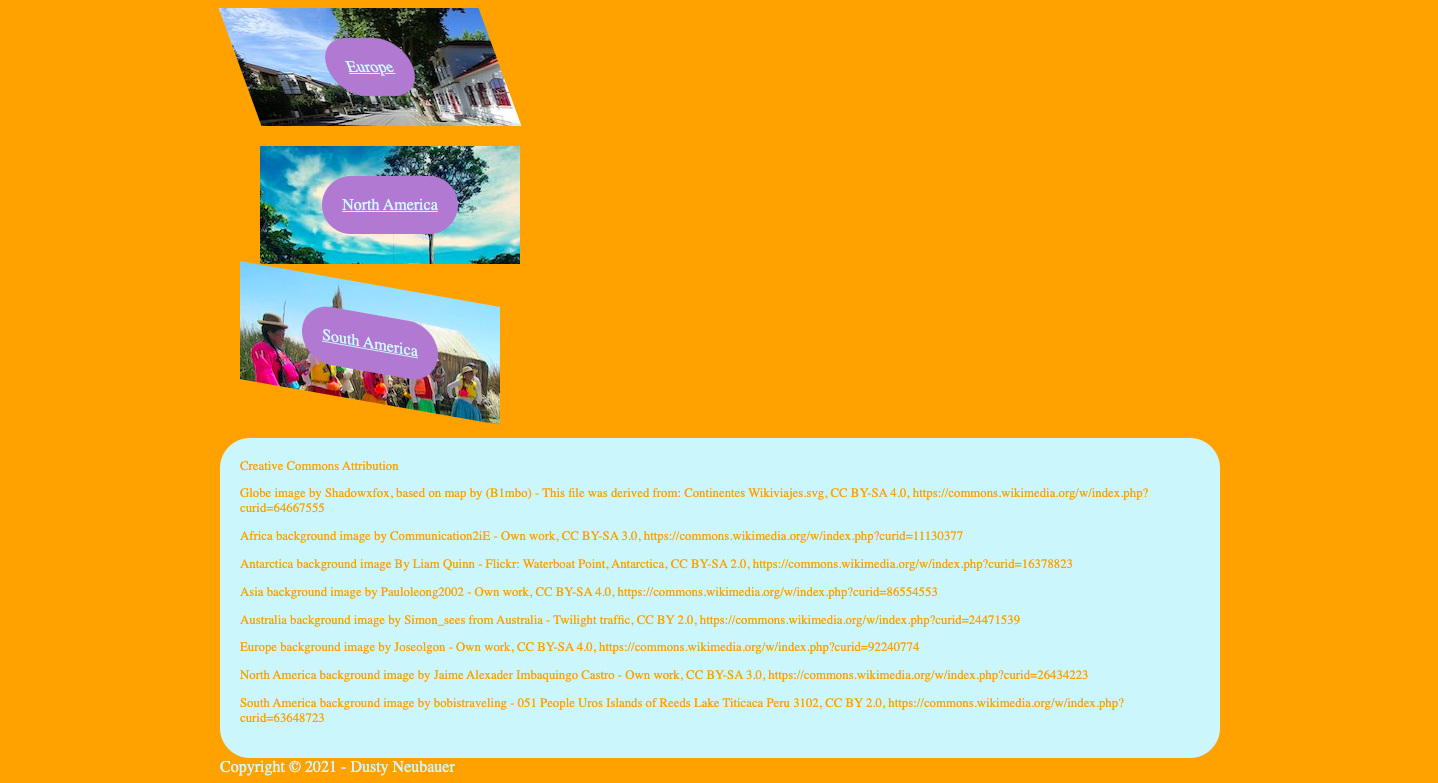 Europe
North America
South America
Creative Commons Attribution
Globe image by Shadowxfox, based on map by (B1mbo) - This file was derived from: Continentes Wikiviajes.svg, CC BY-SA 4.0, https://commons.wikimedia.org/w/index.php?
curid=64667555
Africa background image by Communication2iE - Own work, CC BY-SA 3.0, https://commons.wikimedia.org/w/index.php?curid=11130377
Antarctica background image By Liam Quinn - Flickr: Waterboat Point, Antarctica, CC BY-SA 2.0, https://commons.wikimedia.org/w/index.php?curid=16378823
Asia background image by Pauloleong2002 - Own work, CC BY-SA 4.0, https://commons.wikimedia.org/w/index.php?curid=86554553
Australia background image by Simon_sees from Australia - Twilight traffic, CC BY 2.0, https://commons.wikimedia.org/w/index.php?curid=24471539
Europe background image by Joseolgon - Own work, CC BY-SA 4.0, https://commons.wikimedia.org/w/index.php?curid=92240774
North America background image by Jaime Alexader Imbaquingo Castro - Own work, CC BY-SA 3.0, https://commons.wikimedia.org/w/index.php?curid=26434223
South America background image by bobistraveling - 051 People Uros Islands of Reeds Lake Titicaca Peru 3102, CC BY 2.0, https://commons.wikimedia.org/w/index.php?
curid=63648723
Copyright © 2021 - Dusty Neubauer